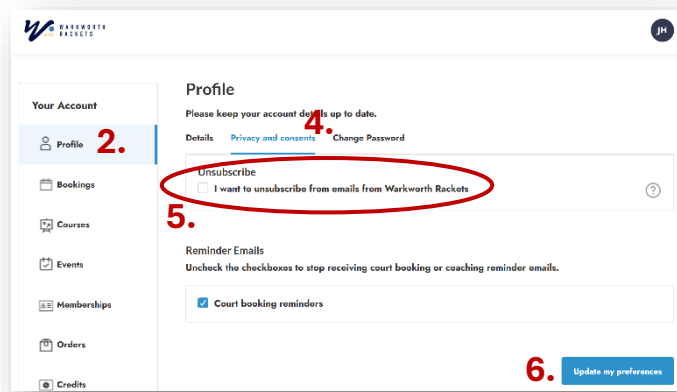 WARKWORTH
RACKETS
JH
Your Account
Profile
2.
Bookings
Courses
Events
Memberships
Orders
Credits
Profile
Please keep your account details up to date.
4.
Details Privacy and consents Change Password
Unsubscribe
I want to unsubscribe from emails from Warkworth Rackets
?
5.
Reminder Emails
Uncheck the checkboxes to stop receiving court booking or coaching reminder emails.
Court booking reminders
6.
Update my preferences